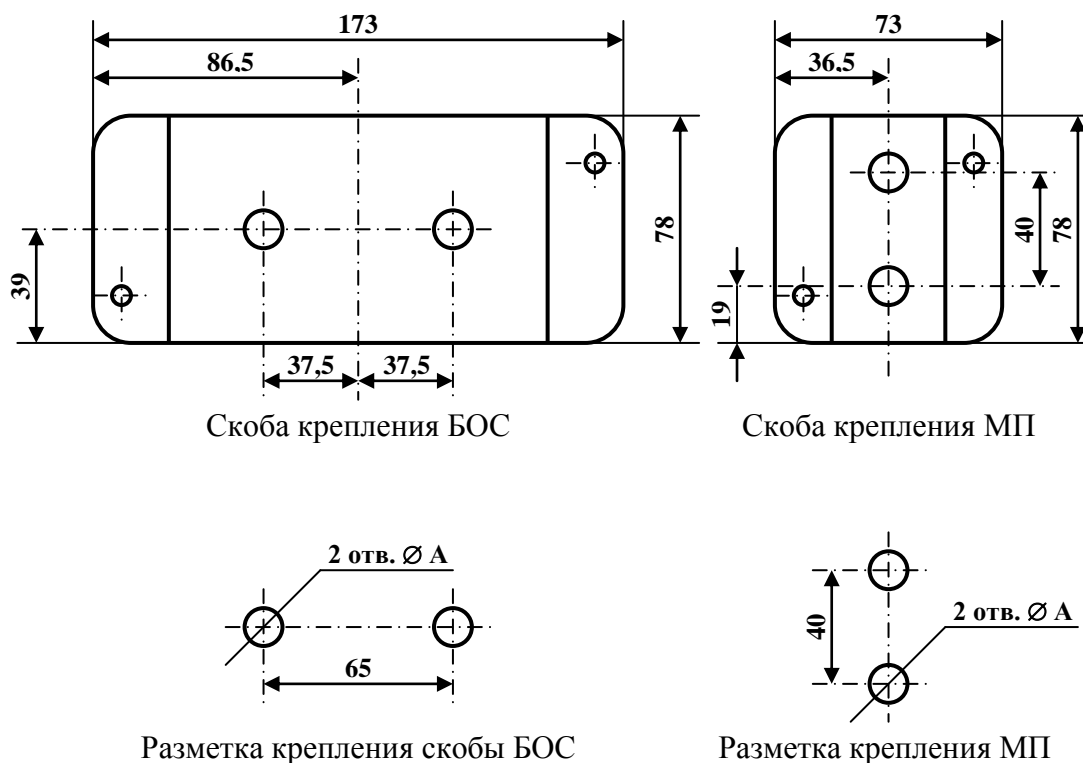 173
73
86,5
36,5
39
78
19
40
78
37,5
37,5
Скоба крепления БОС
Скоба крепления МП
2 отв. ∅ А
65
40
2 отв. ∅ А
Разметка крепления скобы БОС
Разметка крепления МП